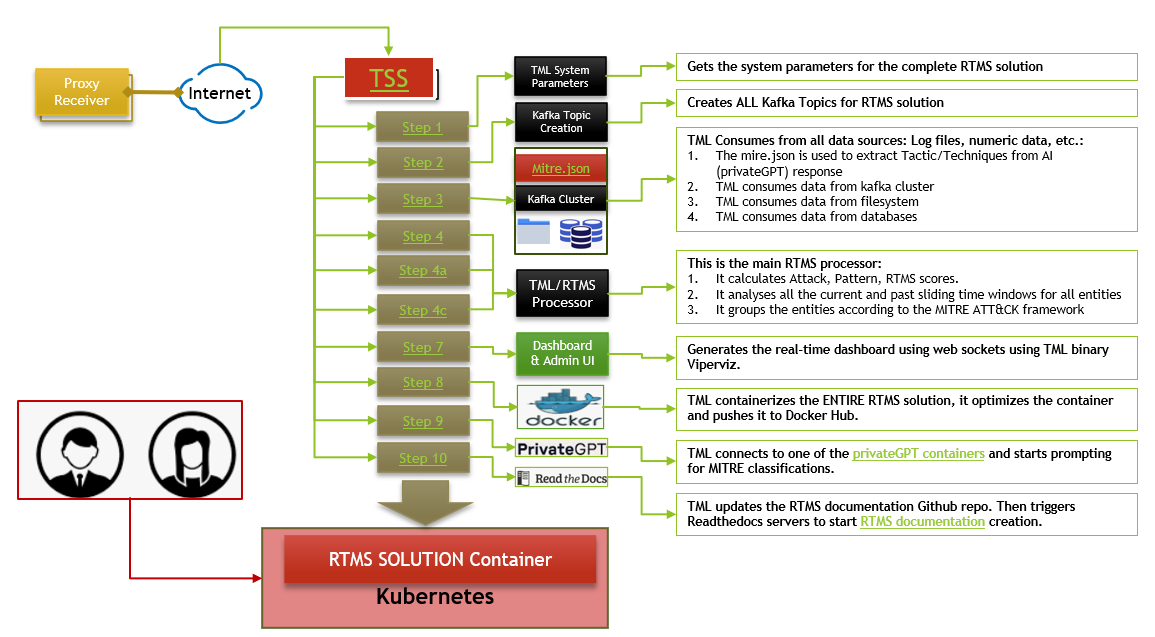 Proxy
Receiver
Internet
TSS
Step 1
Step 2
Step 3
Step 4
Step 4a
Step 4c
Step 7
Step 8
Step 9
Step 10
TML System
Parameters
Kafka Topic
Creation
Mitre.json
Kafka Cluster
TML/RTMS
Processor
Dashboard
& Admin UI
docker
PrivateGPT
Read the Docs
Gets the system parameters for the complete RTMS solution
Creates ALL Kafka Topics for RTMS solution
TML Consumes from all data sources: Log files, numeric data, etc.:
1. The mire.json is used to extract Tactic/Techniques from AI
(privateGPT) response
2. TML consumes data from kafka cluster
3. TML consumes data from filesystem
4. TML consumes data from databases
This is the main RTMS processor:
1. It calculates Attack, Pattern, RTMS scores.
2. It analyses all the current and past sliding time windows for all entities
3. It groups the entities according to the MITRE ATT&CK framework
Generates the real-time dashboard using web sockets using TML binary
Viperviz.
TML containerizes the ENTIRE RTMS solution, it optimizes the container
and pushes it to Docker Hub.
TML connects to one of the privateGPT containers and starts prompting
for MITRE classifications.
TML updates the RTMS documentation Github repo. Then triggers
Readthedocs servers to start RTMS documentation creation.
RTMS SOLUTION Container
Kubernetes